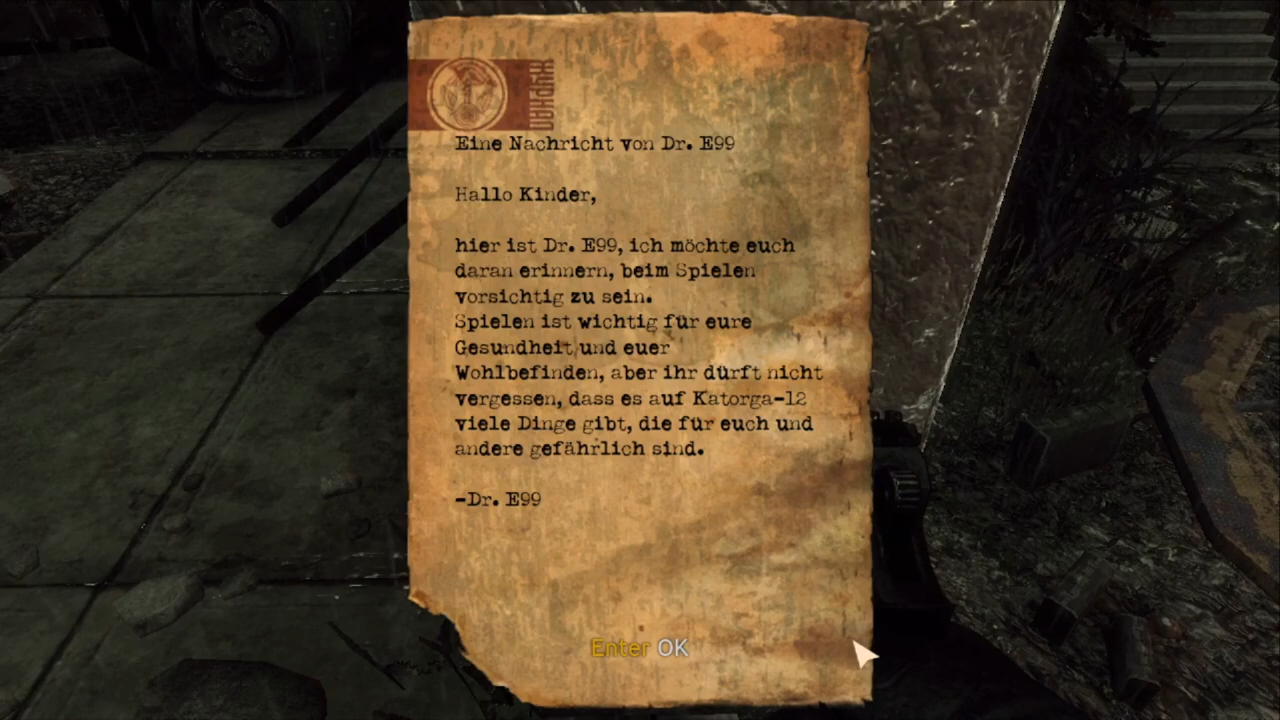 Eine Nachricht von Dr. E99
Hallo Kinder,
hier ist Dr. E99, ich möchte euch
daran erinnern, beim Spielen
vorsichtig zu sein.
Spielen ist wichtig für eure
Gesundheit und euer
Wohlbefinden, aber ihr dürft nicht
vergessen, dass es auf Katorga-12
viele Dinge gibt, die für euch und
andere gefährlich sind.
-Dr. E99
Enter OK